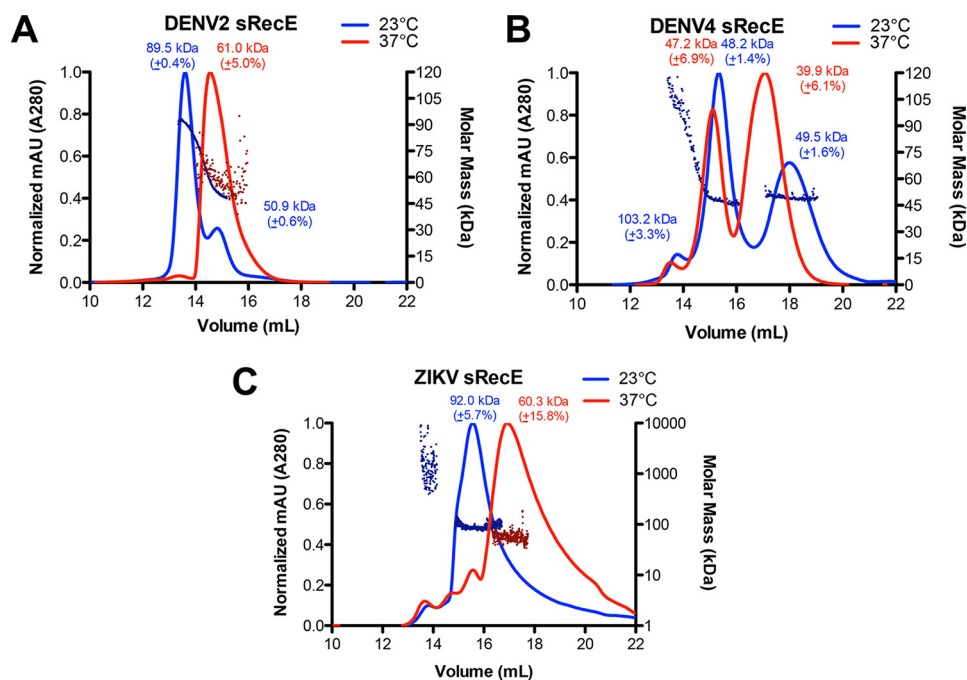 A
DENV2 sRecE
23°C
37°C
89.5 kDa
(±0.4%)
61.0 kDa
(±5.0%)
50.9 kDa
(±0.6%)
Normalized mAU (A280)
1.0
0.8
0.6
0.4
0.2
0.0
120
105
90
75
60
45
30
15
0
Molar Mass (kDa)
10 12 14 16 18 20 22
Volume (mL)
B
DENV4 sRecE
23°C
37°C
47.2 kDa
(±6.9%)
48.2 kDa
(±1.4%)
39.9 kDa
(±6.1%)
49.5 kDa
(±1.6%)
103.2 kDa
(±3.3%)
Normalized mAU (A280)
1.0
0.8
0.6
0.4
0.2
0.0
120
105
90
75
60
45
30
15
0
Molar Mass (kDa)
10 12 14 16 18 20 22
Volume (mL)
C
ZIKV sRecE
23°C
37°C
92.0 kDa
(±5.7%)
60.3 kDa
(±15.8%)
Normalized mAU (A280)
1.0
0.8
0.6
0.4
0.2
0.0
10000
1000
100
10
1
Molar Mass (kDa)
10 12 14 16 18 20 22
Volume (mL)